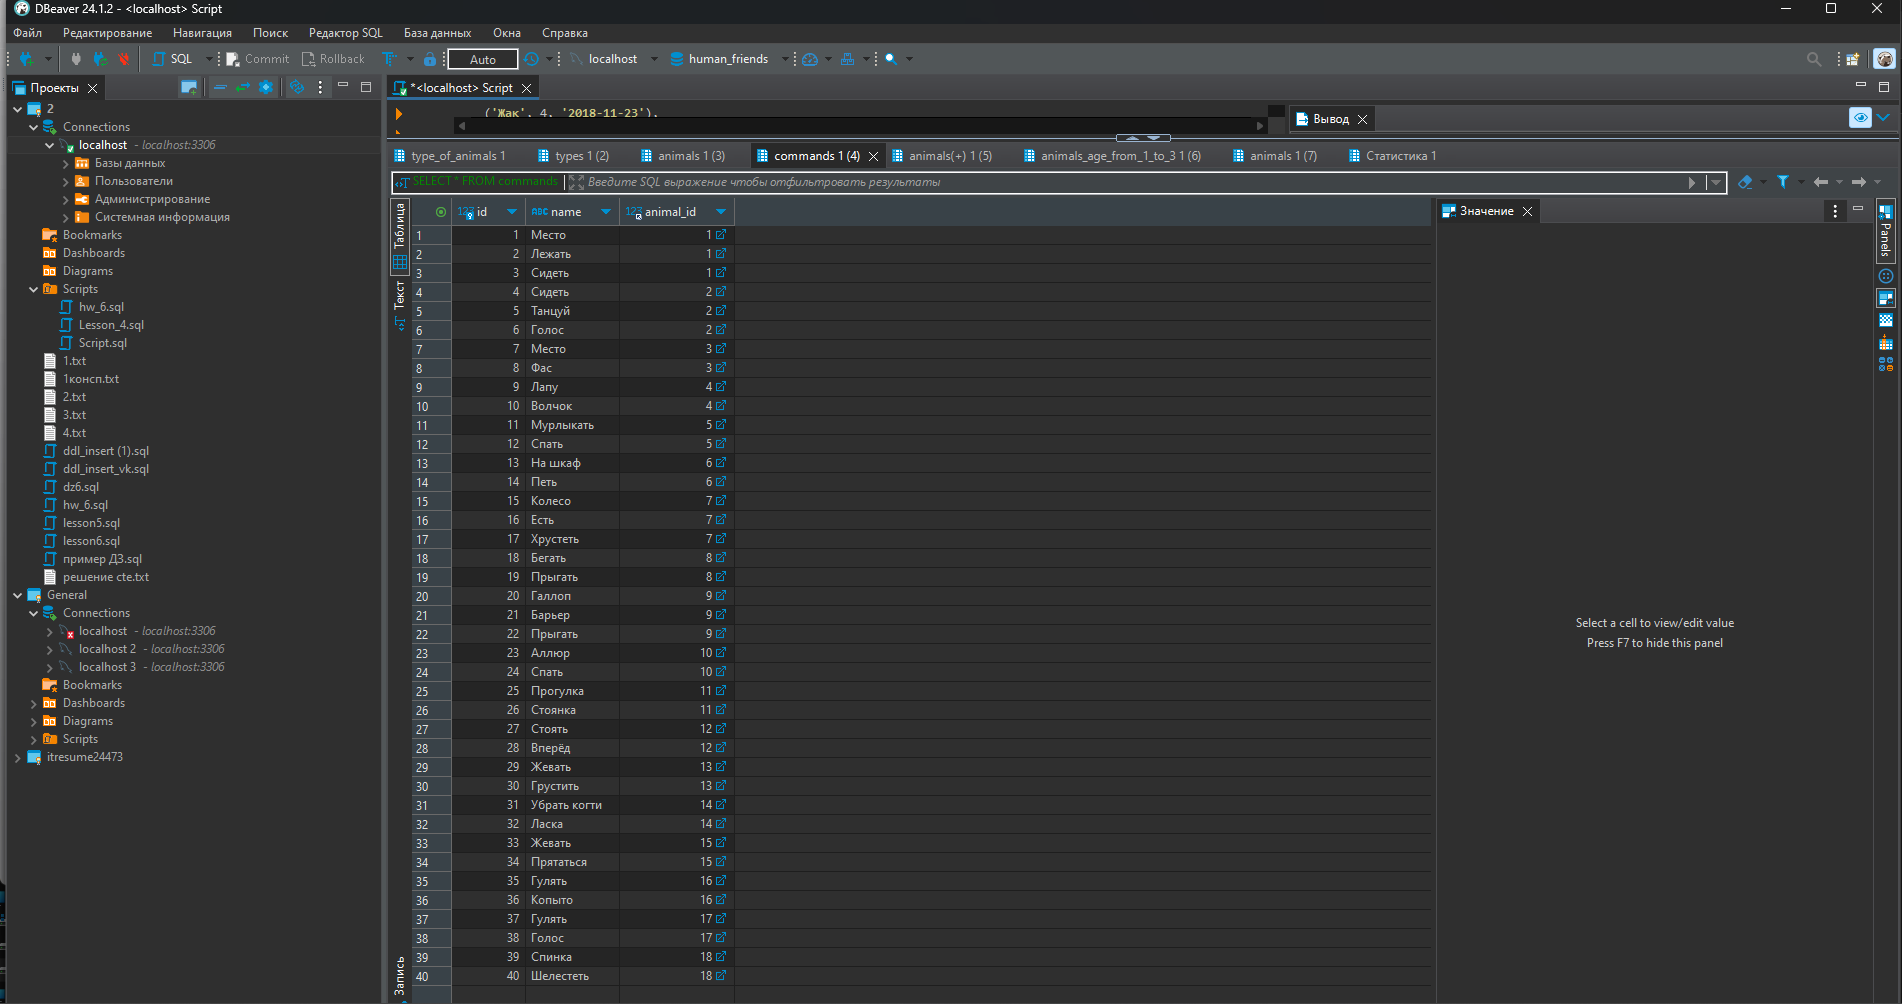 DBeaver 24.1.2 - <localhost> Script
Файл Редактирование Навигация Поиск Редактор SQL База данных Окна Справка
SQL Commit Rollback Auto localhost human_friends
Проекты
2
Connections
localhost - localhost:3306
Базы данных
Пользователи
Администрирование
Системная информация
Bookmarks
Dashboards
Diagrams
Scripts
hw_6.sql
Lesson_4.sql
Script.sql
1.txt
1консп.txt
2.txt
3.txt
4.txt
ddl_insert (1).sql
ddl_insert_vk.sql
dz6.sql
hw_6.sql
lesson5.sql
lesson6.sql
пример ДЗ.sql
решение cte.txt
General
Connections
localhost - localhost:3306
localhost 2 - localhost:3306
localhost 3 - localhost:3306
Bookmarks
Dashboards
Diagrams
Scripts
itresume24473
*<localhost> Script
('Жак', 4, '2018-11-23'),
Вывод
type_of_animals 1 types 1 (2) animals 1 (3) commands 1 (4) animals(+) 1 (5) animals_age_from_1_to_3 1 (6) animals 1 (7) Статистика 1
SELECT * FROM commands Введите SQL выражение чтобы отфильтровать результаты
Таблица
Текст
Запись
123 id ABC name 123 animal_id
1 1 Место 1
2 2 Лежать 1
3 3 Сидеть 1
4 4 Сидеть 2
5 5 Танцуй 2
6 6 Голос 2
7 7 Место 3
8 8 Фас 3
9 9 Лапу 4
10 10 Волчок 4
11 11 Мурлыкать 5
12 12 Спать 5
13 13 На шкаф 6
14 14 Петь 6
15 15 Колесо 7
16 16 Есть 7
17 17 Хрустеть 7
18 18 Бегать 8
19 19 Прыгать 8
20 20 Галлоп 9
21 21 Барьер 9
22 22 Прыгать 9
23 23 Аллюр 10
24 24 Спать 10
25 25 Прогулка 11
26 26 Стоянка 11
27 27 Стоять 12
28 28 Вперёд 12
29 29 Жевать 13
30 30 Грустить 13
31 31 Убрать когти 14
32 32 Ласка 14
33 33 Жевать 15
34 34 Прятаться 15
35 35 Гулять 16
36 36 Копыто 16
37 37 Гулять 17
38 38 Голос 17
39 39 Спинка 18
40 40 Шелестеть 18
Значение
Select a cell to view/edit value
Press F7 to hide this panel
Panels